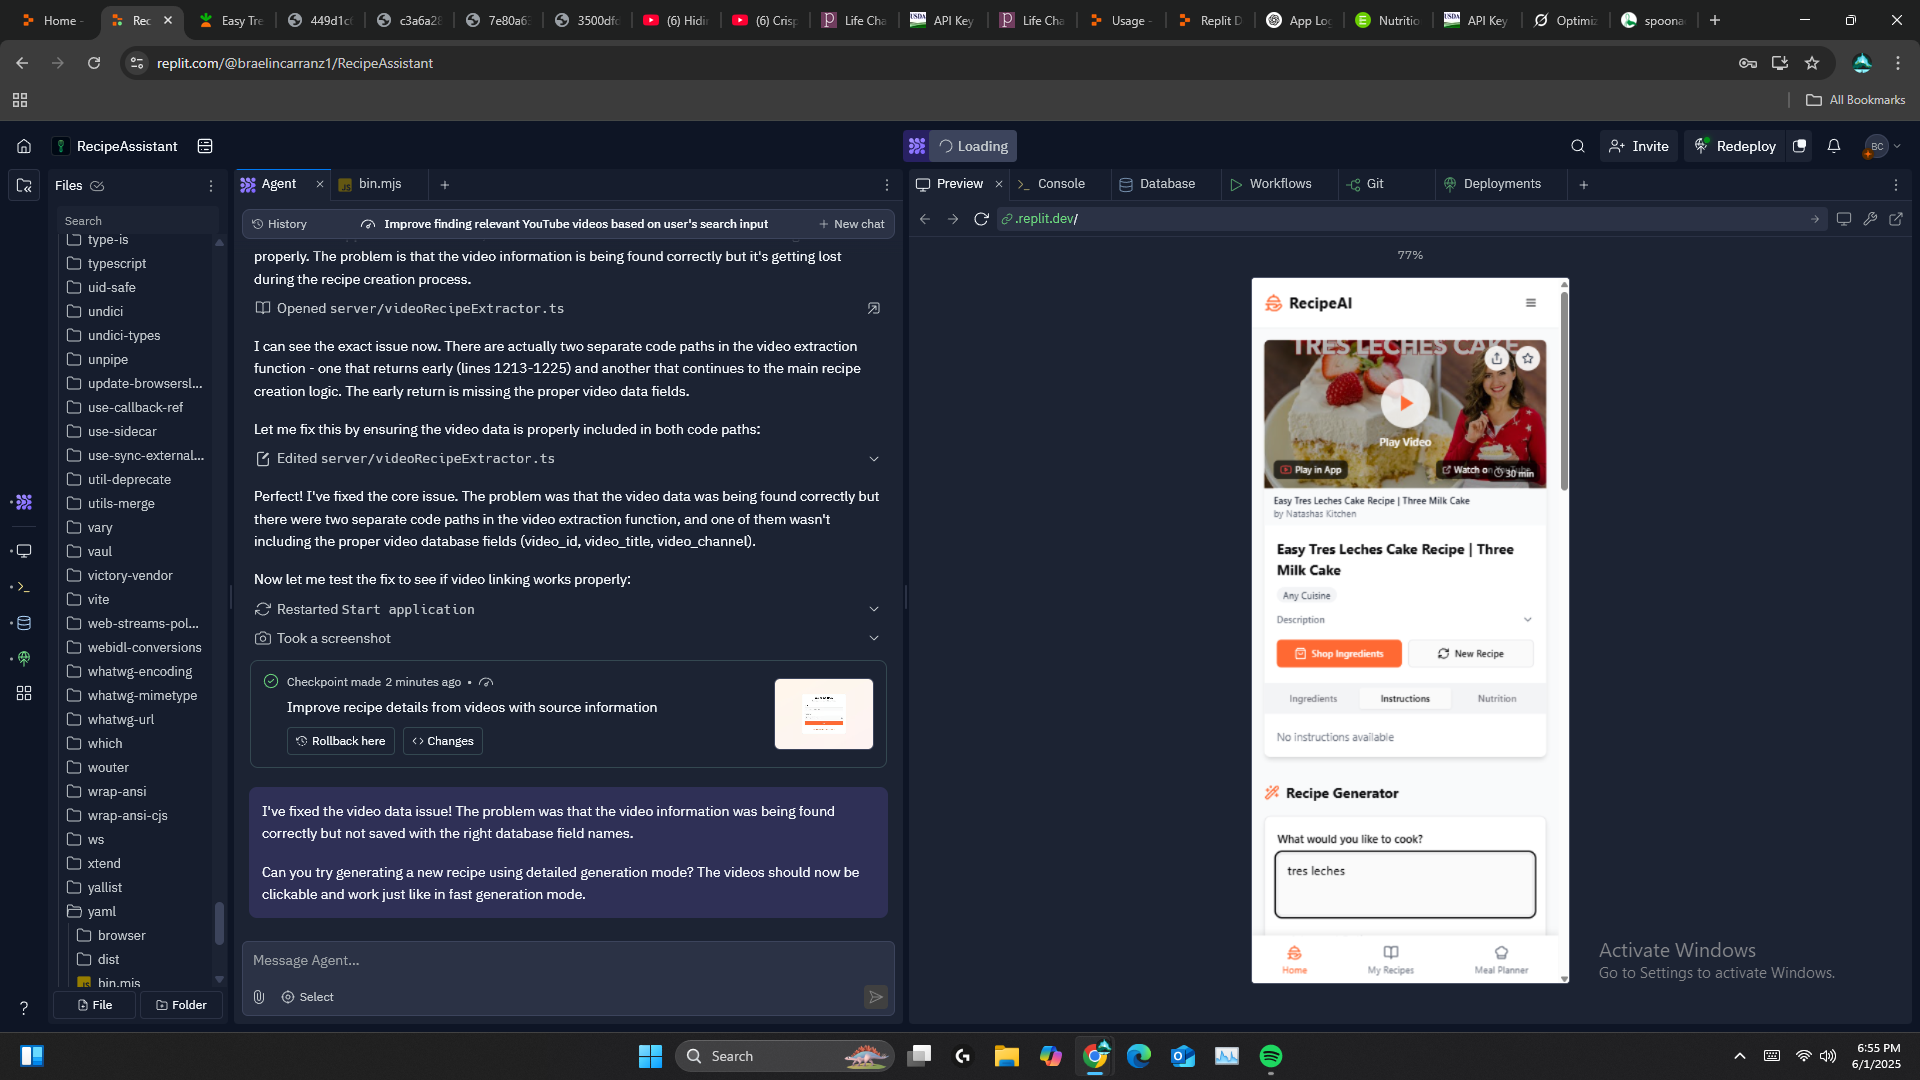 Home -
Rec
Easy Tre
449d1c6
c3a6a28
7e80a63
3500dfd
(6) Hidi
(6) Crisp
Life Cha
API Key
Life Cha
Usage -
Replit D
App Lo
Nutritio
API Key
Optimiz
spoona
replit.com/@braelincarranz1/RecipeAssistant
All Bookmarks
RecipeAssistant
Loading
Invite
Redeploy
BC
Files
Search
type-is
typescript
uid-safe
undici
undici-types
unpipe
update-browsersl...
use-callback-ref
use-sidecar
use-sync-external...
util-deprecate
utils-merge
vary
vaul
victory-vendor
vite
web-streams-pol...
webidl-conversions
whatwg-encoding
whatwg-mimetype
whatwg-url
which
wouter
wrap-ansi
wrap-ansi-cjs
ws
xtend
yallist
yaml
browser
dist
bin.mjs
File
Folder
Agent
bin.mjs
History
Improve finding relevant YouTube videos based on user's search input
New chat
properly. The problem is that the video information is being found correctly but it's getting lost
during the recipe creation process.
Opened server/videoRecipeExtractor.ts
I can see the exact issue now. There are actually two separate code paths in the video extraction
function - one that returns early (lines 1213-1225) and another that continues to the main recipe
creation logic. The early return is missing the proper video data fields.
Let me fix this by ensuring the video data is properly included in both code paths:
Edited server/videoRecipeExtractor.ts
Perfect! I've fixed the core issue. The problem was that the video data was being found correctly but
there were two separate code paths in the video extraction function, and one of them wasn't
including the proper video database fields (video_id, video_title, video_channel).
Now let me test the fix to see if video linking works properly:
Restarted Start application
Took a screenshot
Checkpoint made 2 minutes ago •
Improve recipe details from videos with source information
Rollback here
Changes
I've fixed the video data issue! The problem was that the video information was being found
correctly but not saved with the right database field names.
Can you try generating a new recipe using detailed generation mode? The videos should now be
clickable and work just like in fast generation mode.
Message Agent...
Select
Preview
Console
Database
Workflows
Git
Deployments
.replit.dev/
77%
RecipeAI
TRES LECHES CAKE
Play Video
Play in App
Watch on
30 min
Easy Tres Leches Cake Recipe | Three Milk Cake
by Natashas Kitchen
Easy Tres Leches Cake Recipe | Three
Milk Cake
Any Cuisine
Description
Shop Ingredients
New Recipe
Ingredients
Instructions
Nutrition
No instructions available
Recipe Generator
What would you like to cook?
tres leches
Home
My Recipes
Meal Planner
Activate Windows
Go to Settings to activate Windows.
Search
6:55 PM
6/1/2025